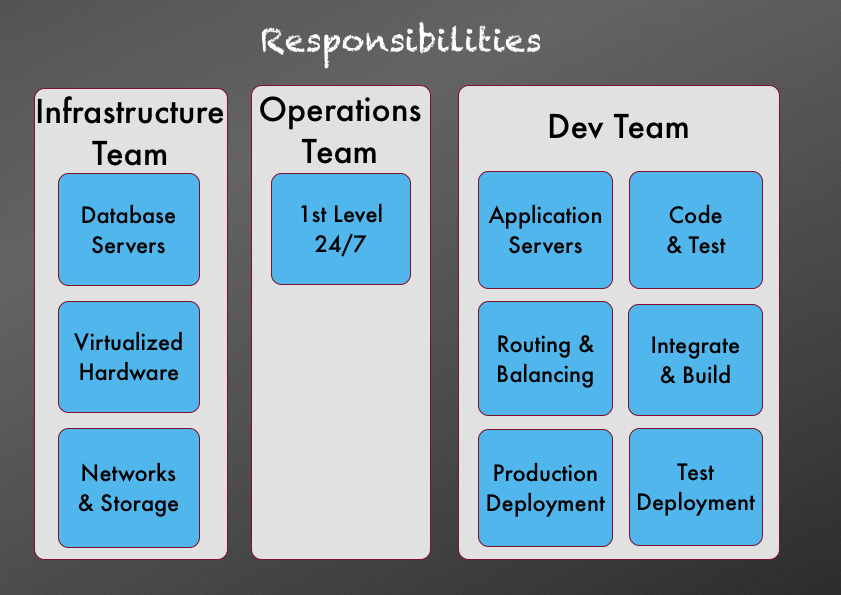 Responsibilities
Infrastructure
Team
Database
Servers
Virtualized
Hardware
Networks
& Storage
Operations
Team
1st Level
24/7
Dev Team
Application
Servers
Code
& Test
Routing &
Balancing
Integrate
& Build
Production
Deployment
Test
Deployment